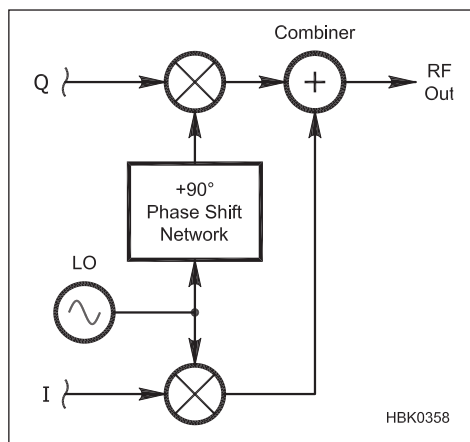 Combiner
Q
+
RF
Out
+90°
Phase Shift
Network
LO
I
HBK0358